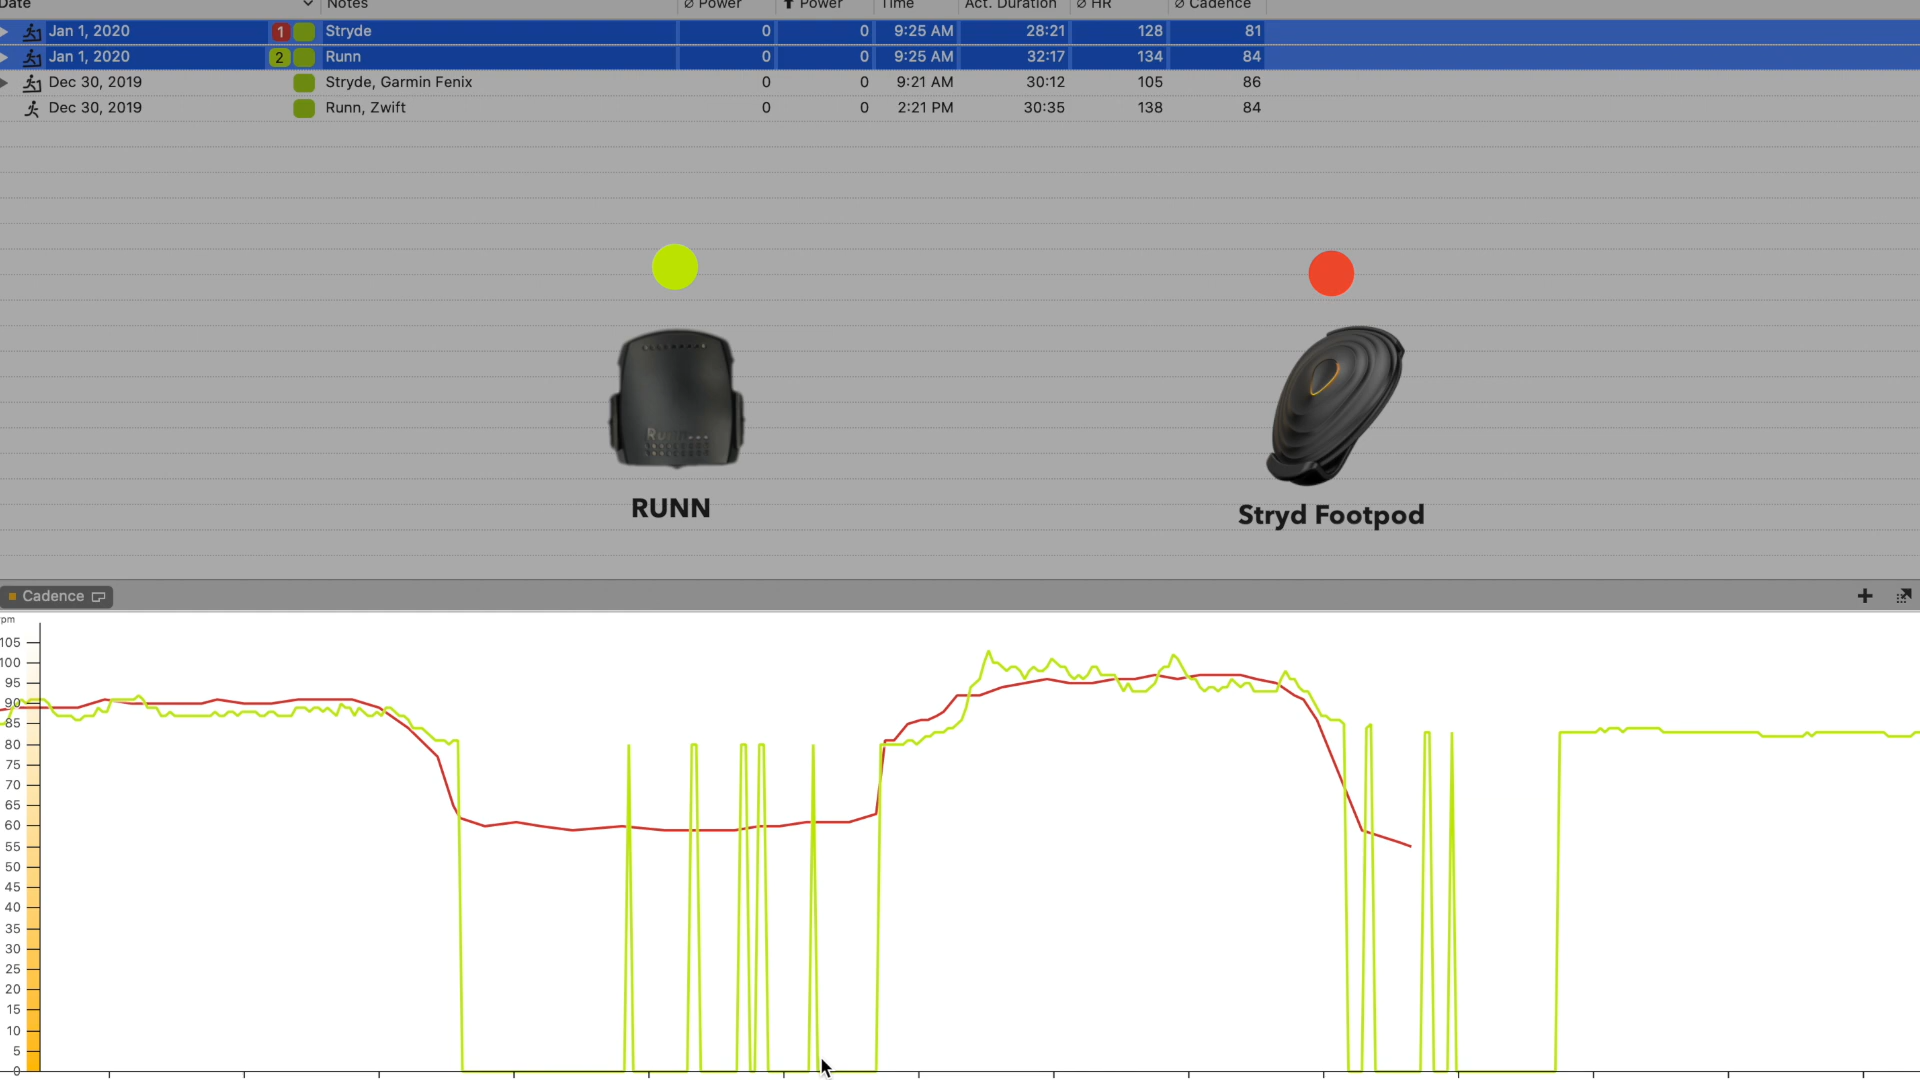 Date Notes ø Power ⬆ Power Time Act. Duration ø HR ø Cadence
Jan 1, 2020 1 Stryde 0 0 9:25 AM 28:21 128 81
Jan 1, 2020 2 Runn 0 0 9:25 AM 32:17 134 84
Dec 30, 2019 Stryde, Garmin Fenix 0 0 9:21 AM 30:12 105 86
Dec 30, 2019 Runn, Zwift 0 0 2:21 PM 30:35 138 84
Runn
RUNN
Stryd Footpod
Cadence
rpm
105
100
95
90
85
80
75
70
65
60
55
50
45
40
35
30
25
20
15
10
5
0